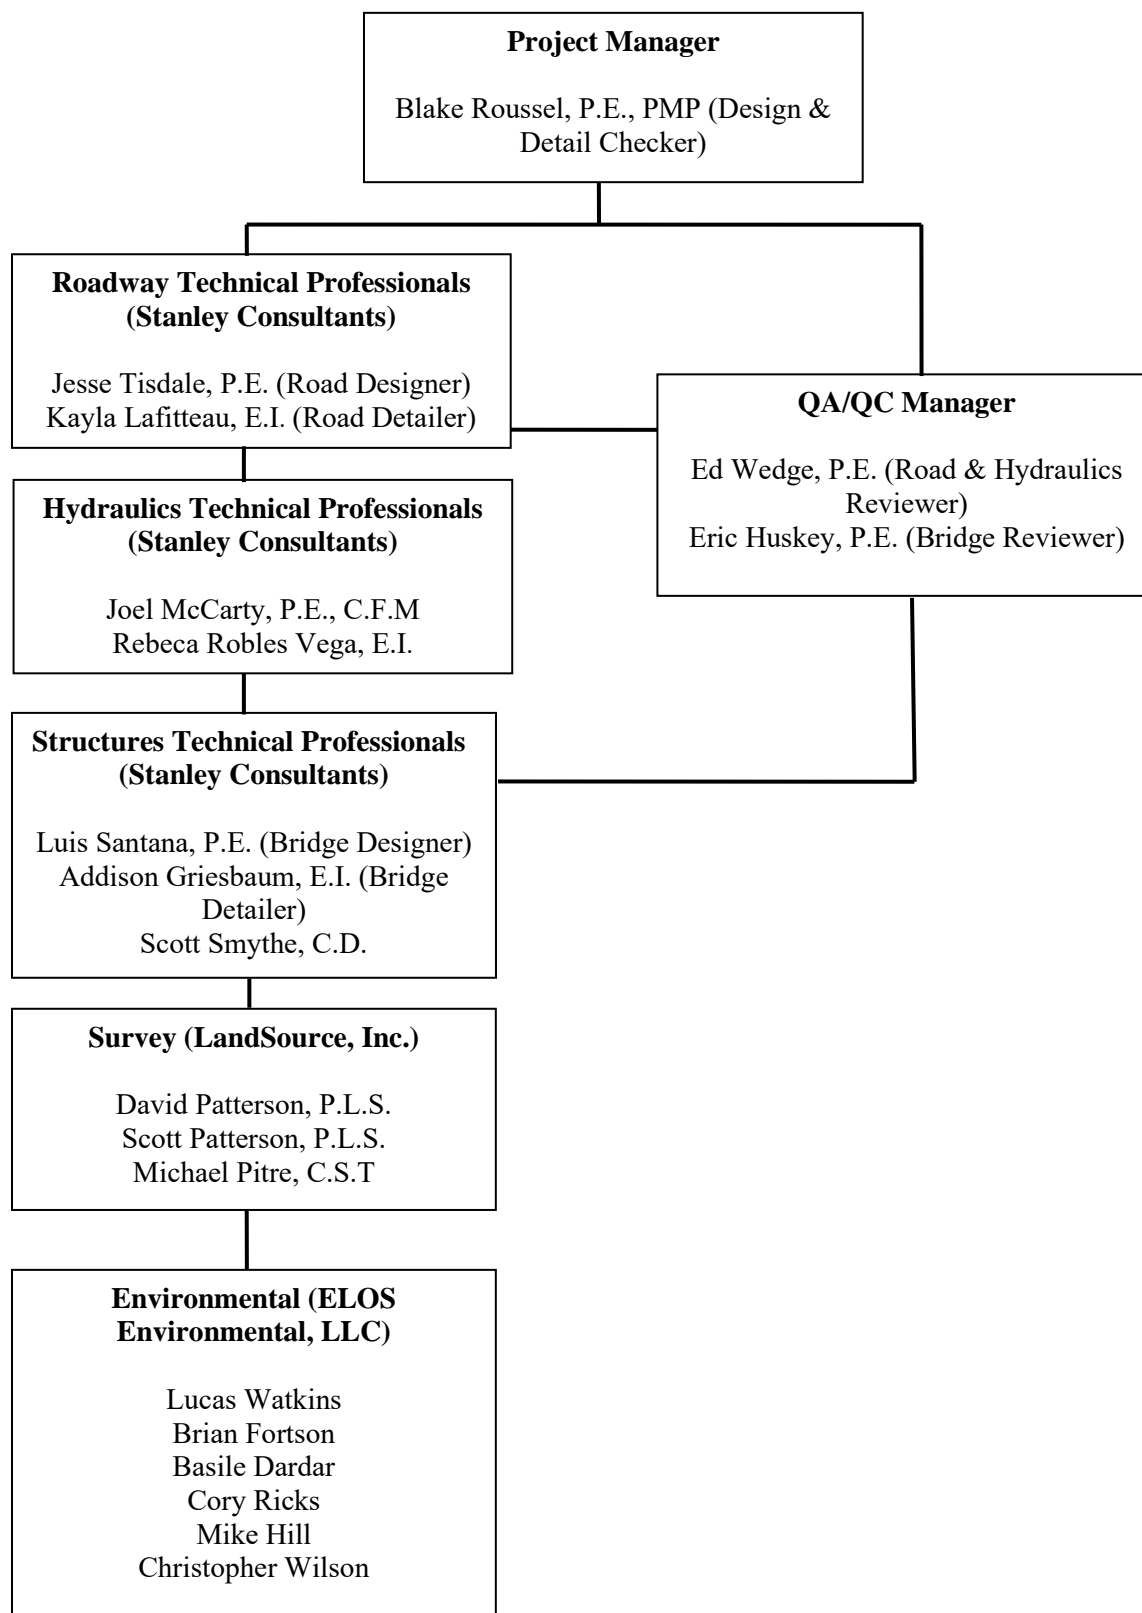 Project Manager
Blake Roussel, P.E., PMP (Design &
Detail Checker)
Roadway Technical Professionals
(Stanley Consultants)
Jesse Tisdale, P.E. (Road Designer)
Kayla Lafitteau, E.I. (Road Detailer)
QA/QC Manager
Ed Wedge, P.E. (Road & Hydraulics
Reviewer)
Eric Huskey, P.E. (Bridge Reviewer)
Hydraulics Technical Professionals
(Stanley Consultants)
Joel McCarty, P.E., C.F.M
Rebeca Robles Vega, E.I.
Structures Technical Professionals
(Stanley Consultants)
Luis Santana, P.E. (Bridge Designer)
Addison Griesbaum, E.I. (Bridge
Detailer)
Scott Smythe, C.D.
Survey (LandSource, Inc.)
David Patterson, P.L.S.
Scott Patterson, P.L.S.
Michael Pitre, C.S.T
Environmental (ELOS
Environmental, LLC)
Lucas Watkins
Brian Fortson
Basile Dardar
Cory Ricks
Mike Hill
Christopher Wilson